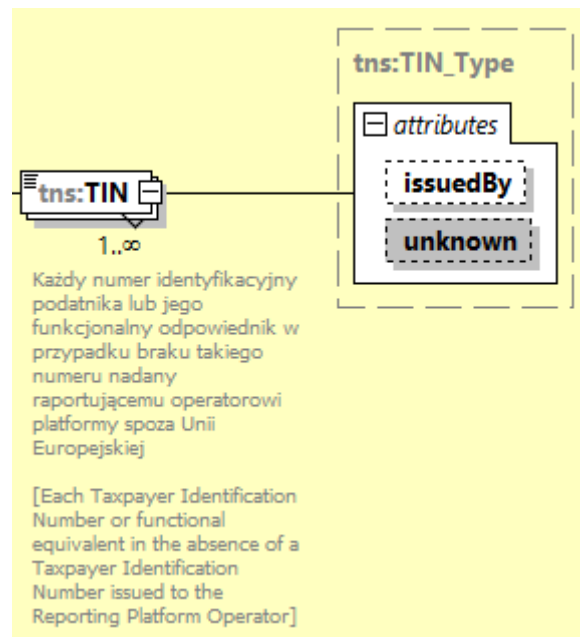 tns:TIN_Type
attributes
issuedBy
unknown
tns:TIN
1..∞
Każdy numer identyfikacyjny
podatnika lub jego
funkcjonalny odpowiednik w
przypadku braku takiego
numeru nadany
raportującemu operatorowi
platformy spoza Unii
Europejskiej
[Each Taxpayer Identification
Number or functional
equivalent in the absence of a
Taxpayer Identification
Number issued to the
Reporting Platform Operator]